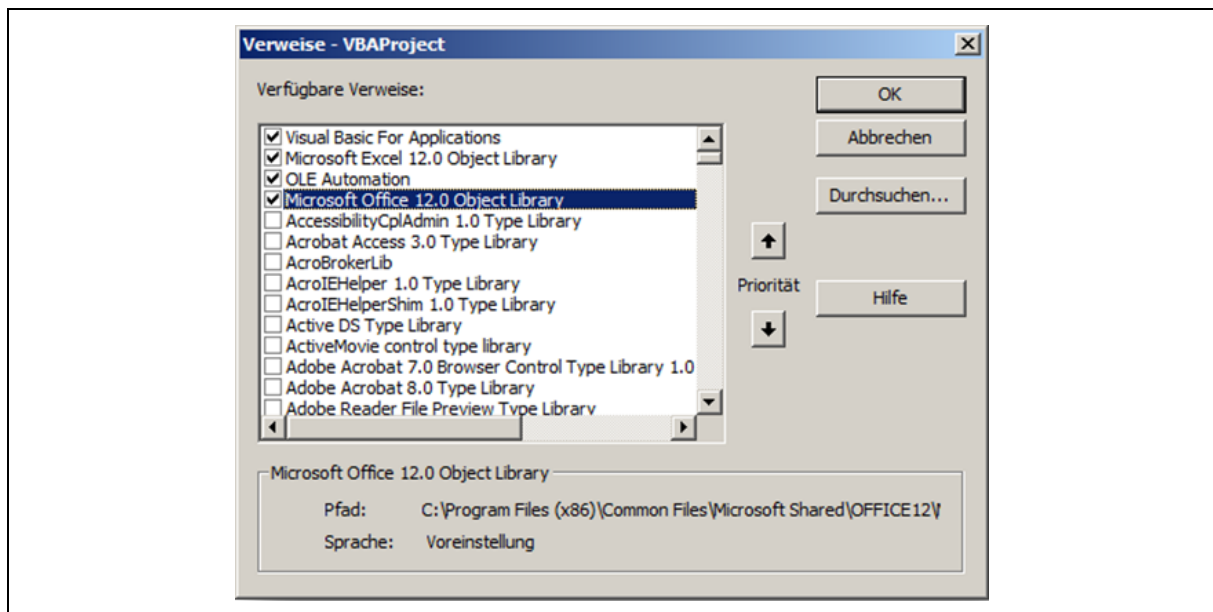 Verweise - VBAProject
Verfügbare Verweise:
OK
Abbrechen
Durchsuchen...
Priorität
Hilfe
Visual Basic For Applications
Microsoft Excel 12.0 Object Library
OLE Automation
Microsoft Office 12.0 Object Library
AccessibilityCplAdmin 1.0 Type Library
Acrobat Access 3.0 Type Library
AcroBrokerLib
AcroIEHelper 1.0 Type Library
AcroIEHelperShim 1.0 Type Library
Active DS Type Library
ActiveMovie control type library
Adobe Acrobat 7.0 Browser Control Type Library 1.0
Adobe Acrobat 8.0 Type Library
Adobe Reader File Preview Type Library
Microsoft Office 12.0 Object Library
Pfad: C:\Program Files (x86)\Common Files\Microsoft Shared\OFFICE12\
Sprache: Voreinstellung